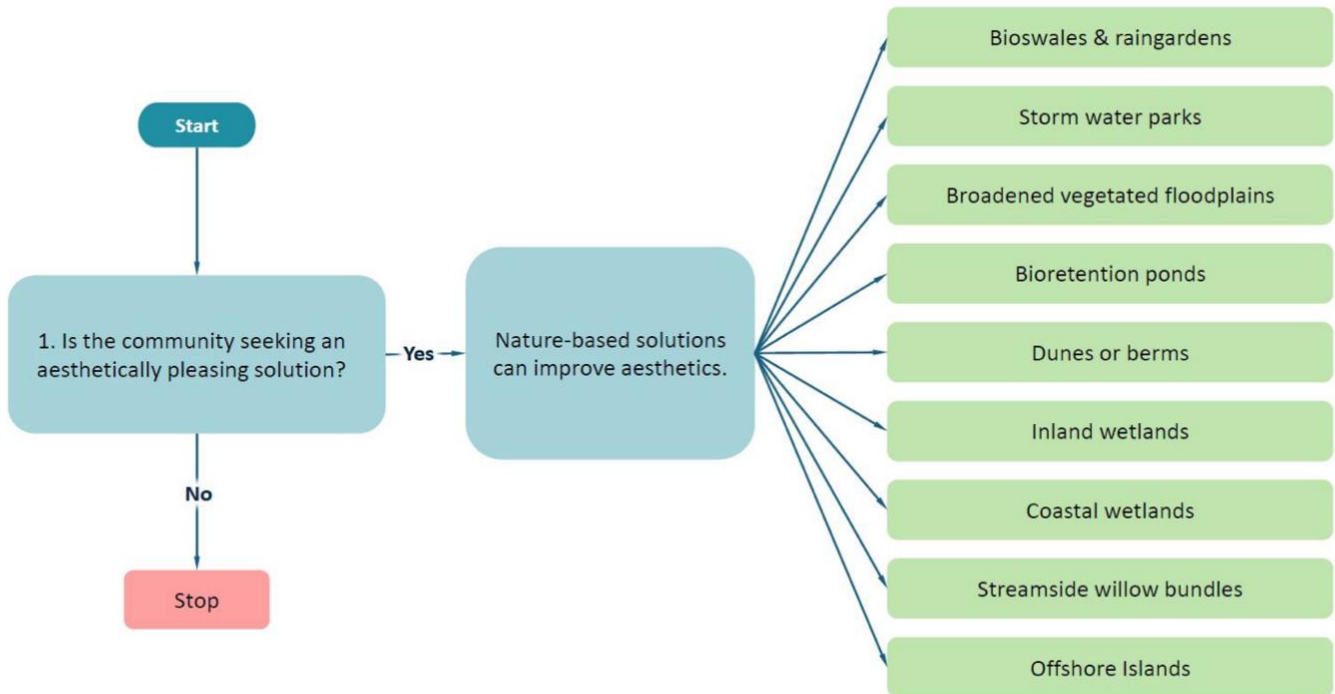 Start
1. Is the community seeking an
aesthetically pleasing solution?
Yes
No
Stop
Nature-based solutions
can improve aesthetics.
Bioswales & raingardens
Storm water parks
Broadened vegetated floodplains
Bioretention ponds
Dunes or berms
Inland wetlands
Coastal wetlands
Streamside willow bundles
Offshore Islands